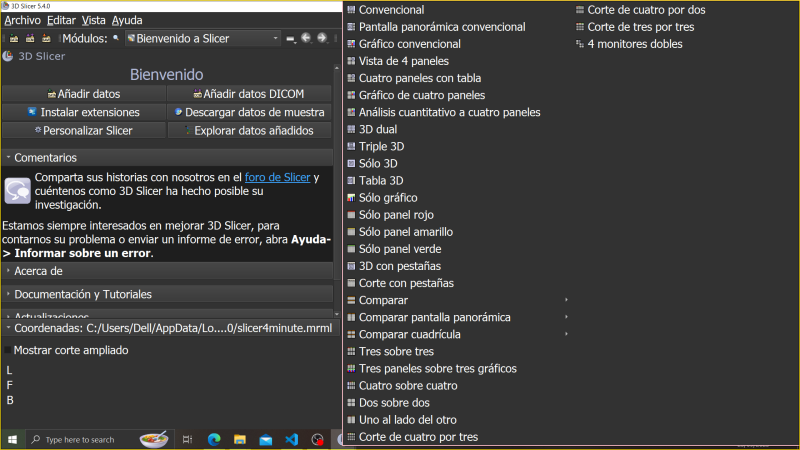 3D Slicer 5.4.0
Archivo Editar Vista Ayuda
Módulos: Bienvenido a Slicer
3D Slicer
Bienvenido
Añadir datos
Añadir datos DICOM
Instalar extensiones
Descargar datos de muestra
Personalizar Slicer
Explorar datos añadidos
Comentarios
Comparta sus historias con nosotros en el foro de Slicer y
cuéntenos como 3D Slicer ha hecho posible su
investigación.
Estamos siempre interesados en mejorar 3D Slicer, para
contarnos su problema o enviar un informe de error, abra Ayuda-
> Informar sobre un error.
Acerca de
Documentación y Tutoriales
Actualizaciones
Coordenadas: C:/Users/Dell/AppData/Lo....0/slicer4minute.mrml
Mostrar corte ampliado
L
F
B
Type here to search
Convencional
Pantalla panorámica convencional
Gráfico convencional
Vista de 4 paneles
Cuatro paneles con tabla
Gráfico de cuatro paneles
Análisis cuantitativo a cuatro paneles
3D dual
Triple 3D
Sólo 3D
Tabla 3D
Sólo gráfico
Sólo panel rojo
Sólo panel amarillo
Sólo panel verde
3D con pestañas
Corte con pestañas
Comparar
Comparar pantalla panorámica
Comparar cuadrícula
Tres sobre tres
Tres paneles sobre tres gráficos
Cuatro sobre cuatro
Dos sobre dos
Uno al lado del otro
Corte de cuatro por tres
Corte de cuatro por dos
Corte de tres por tres
4 monitores dobles